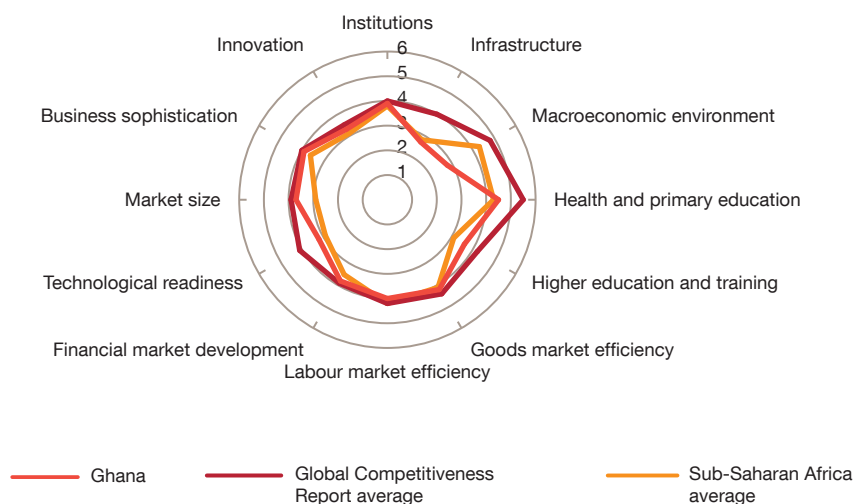 Institutions
Innovation
Infrastructure
6
5
4
3
2
1
Business sophistication
Macroeconomic environment
Market size
Health and primary education
Technological readiness
Higher education and training
Financial market development
Goods market efficiency
Labour market efficiency
Ghana
Global Competitiveness
Report average
Sub-Saharan Africa
average